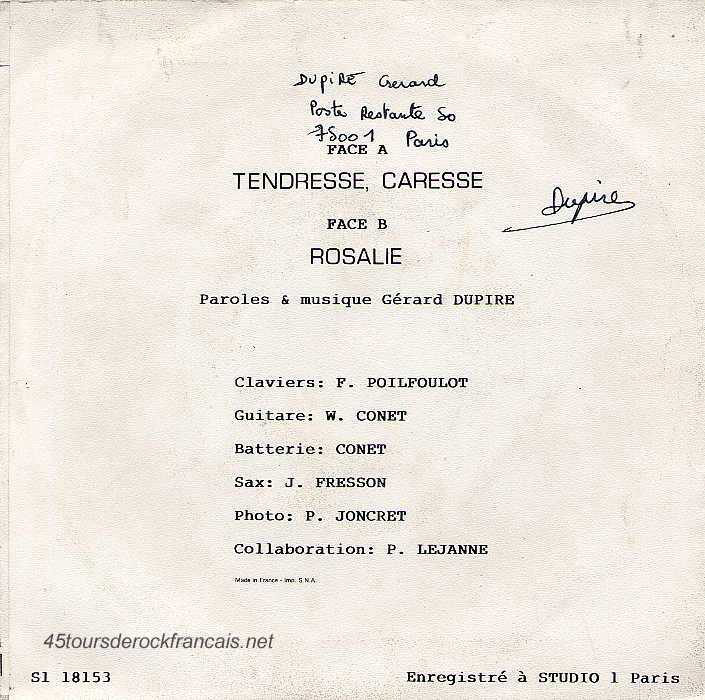 DUPIRE Gerard
Poste Restante 50
75001 Paris
FACE A
TENDRESSE, CARESSE
Dupire
FACE B
ROSALIE
Paroles & musique Gérard DUPIRE
Claviers: F. POILFOULOT
Guitare: W. CONET
Batterie: CONET
Sax: J. FRESSON
Photo: P. JONCRET
Collaboration: P. LEJANNE
Made in France - Imp. S.N.A.
45toursderockfrancais.net
S1 18153
Enregistré à STUDIO 1 Paris